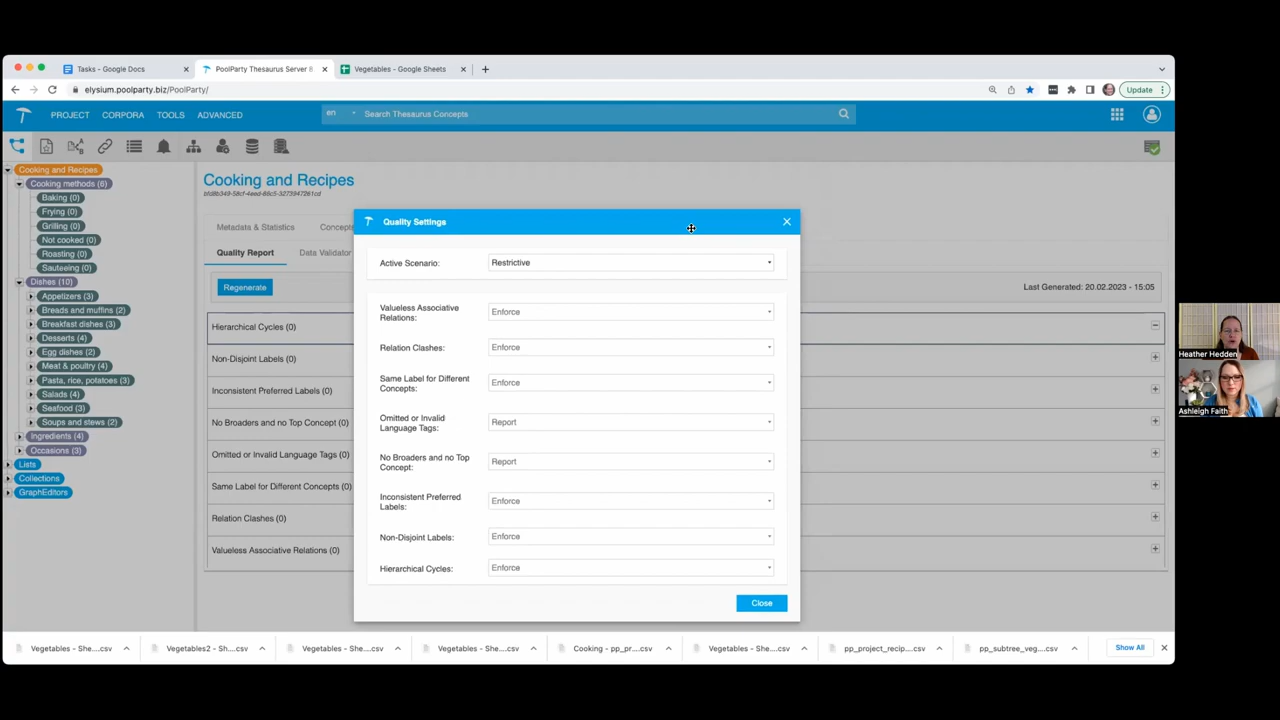 Tasks - Google Docs
PoolParty Thesaurus Server 8
Vegetables - Google Sheets
elysium.poolparty.biz/PoolParty/
Update
PROJECT
CORPORA
TOOLS
ADVANCED
en
Search Thesaurus Concepts
Cooking and Recipes
Cooking methods (6)
Baking (0)
Frying (0)
Grilling (0)
Not cooked (0)
Roasting (0)
Sauteeing (0)
Dishes (10)
Appetizers (3)
Breads and muffins (2)
Breakfast dishes (3)
Desserts (4)
Egg dishes (2)
Meat & poultry (4)
Pasta, rice, potatoes (3)
Salads (4)
Seafood (3)
Soups and stews (2)
Ingredients (4)
Occasions (3)
Lists
Collections
GraphEditors
Cooking and Recipes
Metadata & Statistics
Concepts
Quality Report
Data Validator
Regenerate
Last Generated: 20.02.2023 - 15:05
Hierarchical Cycles (0)
Non-Disjoint Labels (0)
Inconsistent Preferred Labels (0)
No Broaders and no Top Concept (0)
Omitted or Invalid Language Tags (0)
Same Label for Different Concepts (0)
Relation Clashes (0)
Valueless Associative Relations (0)
Quality Settings
Active Scenario:
Restrictive
Valueless Associative
Relations:
Enforce
Relation Clashes:
Enforce
Same Label for Different
Concepts:
Enforce
Omitted or Invalid
Language Tags:
Report
No Broaders and no Top
Concept:
Report
Inconsistent Preferred
Labels:
Enforce
Non-Disjoint Labels:
Enforce
Hierarchical Cycles:
Enforce
Close
Heather Hedden
Ashleigh Faith
Vegetables - She....csv
Vegetables2 - Sh....csv
Vegetables - She....csv
Vegetables - She....csv
Cooking - pp_pr....csv
Vegetables - She....csv
pp_project_recip....csv
pp_subtree_veg....csv
Show All